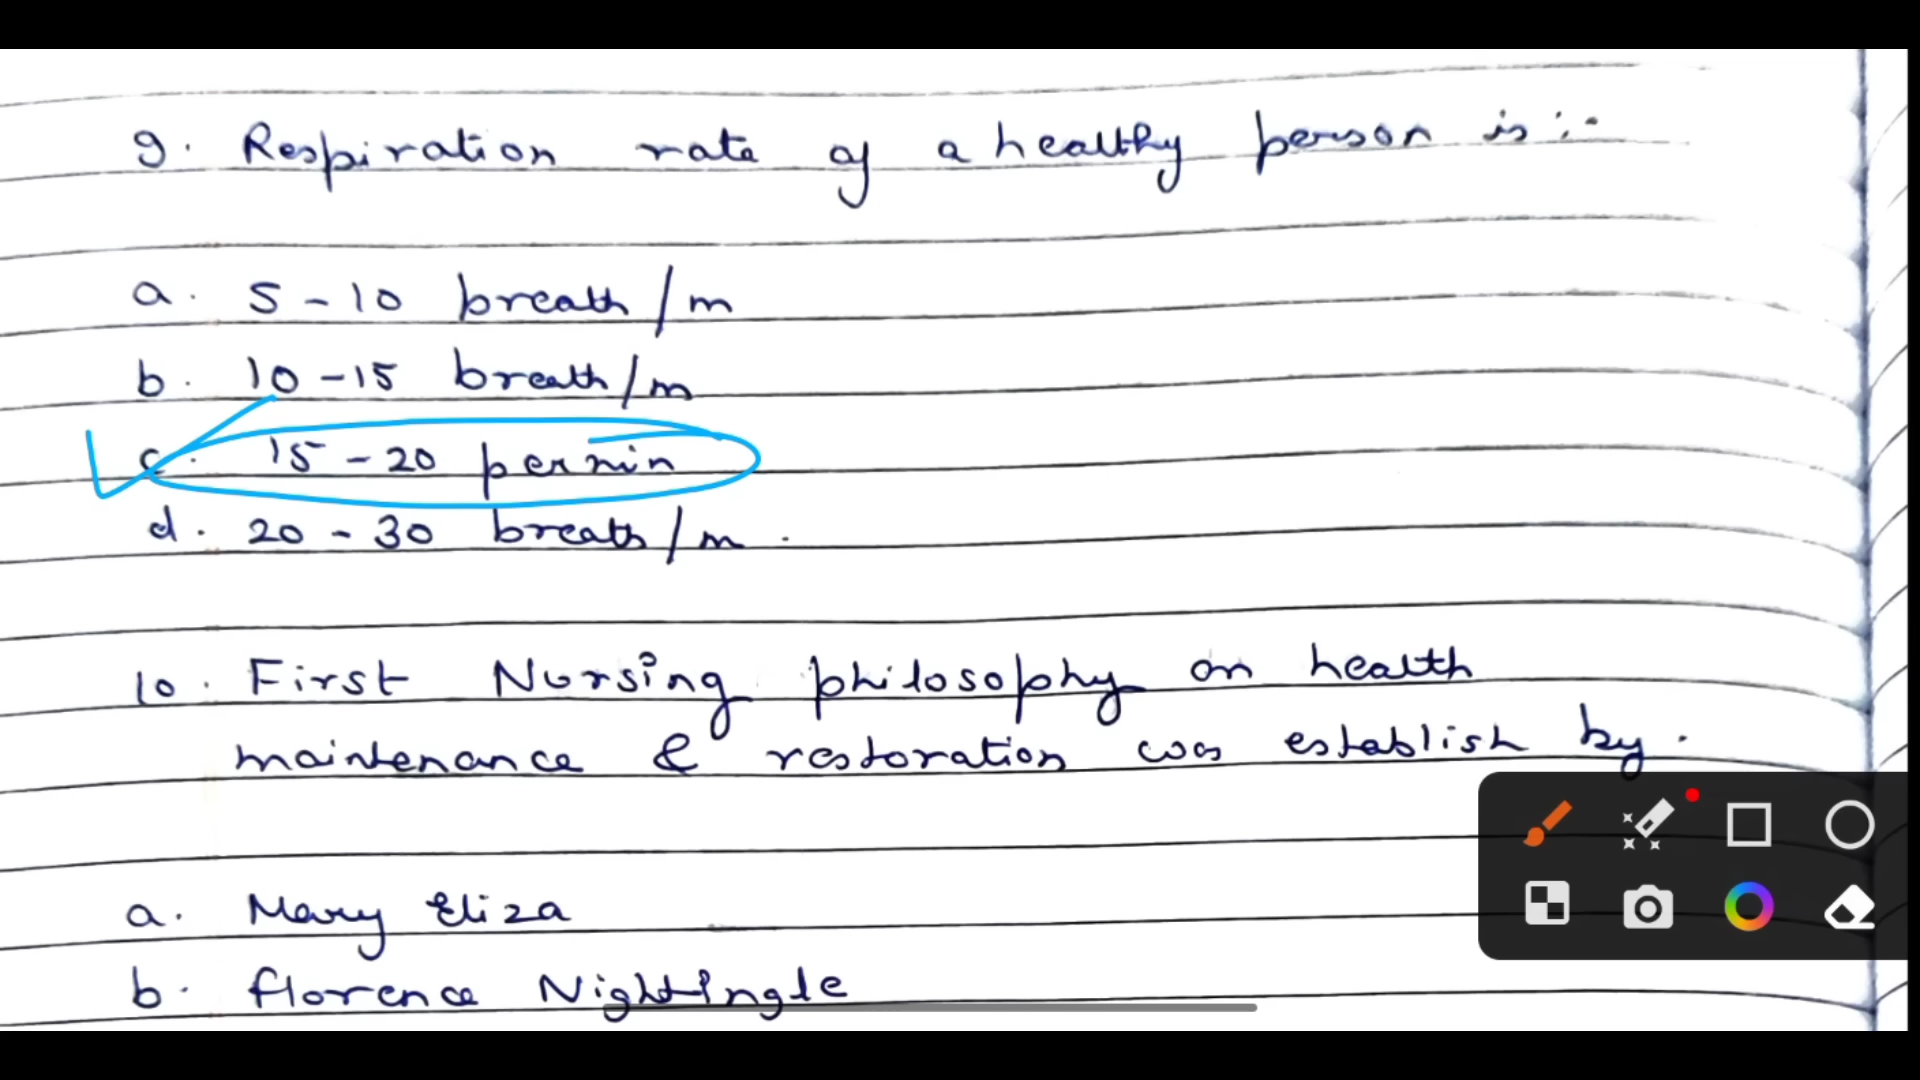 9. Respiration rate of a healthy person is :-
a. 5 - 10 breath / m
b. 10 - 15 breath / m
c. 15 - 20 per min
d. 20 - 30 breath / m.
10. First Nursing philosophy on health
maintenance & restoration was establish by.
a. Mary Eliza
b. florence Nightingle